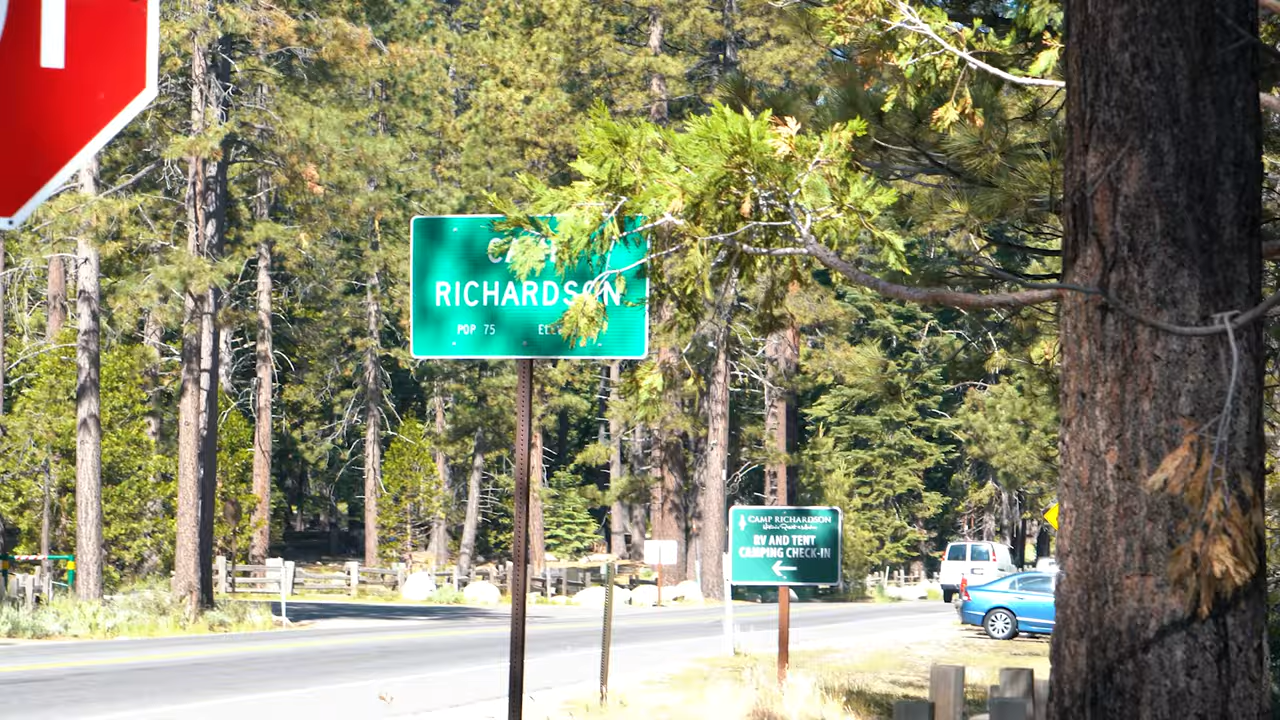 RICHARDSON
POP 75
CAMP RICHARDSON
RV AND TENT
CAMPING CHECK-IN